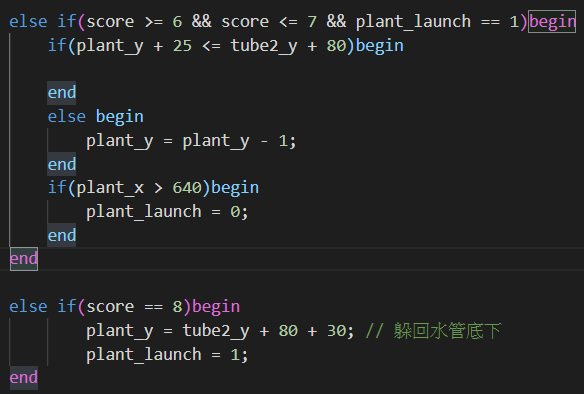 else if(score >= 6 && score <= 7 && plant_launch == 1)begin
    if(plant_y + 25 <= tube2_y + 80)begin

    end
    else begin
        plant_y = plant_y - 1;
    end
    if(plant_x > 640)begin
        plant_launch = 0;
    end
end

else if(score == 8)begin
        plant_y = tube2_y + 80 + 30; // 躲回水管底下
        plant_launch = 1;
end